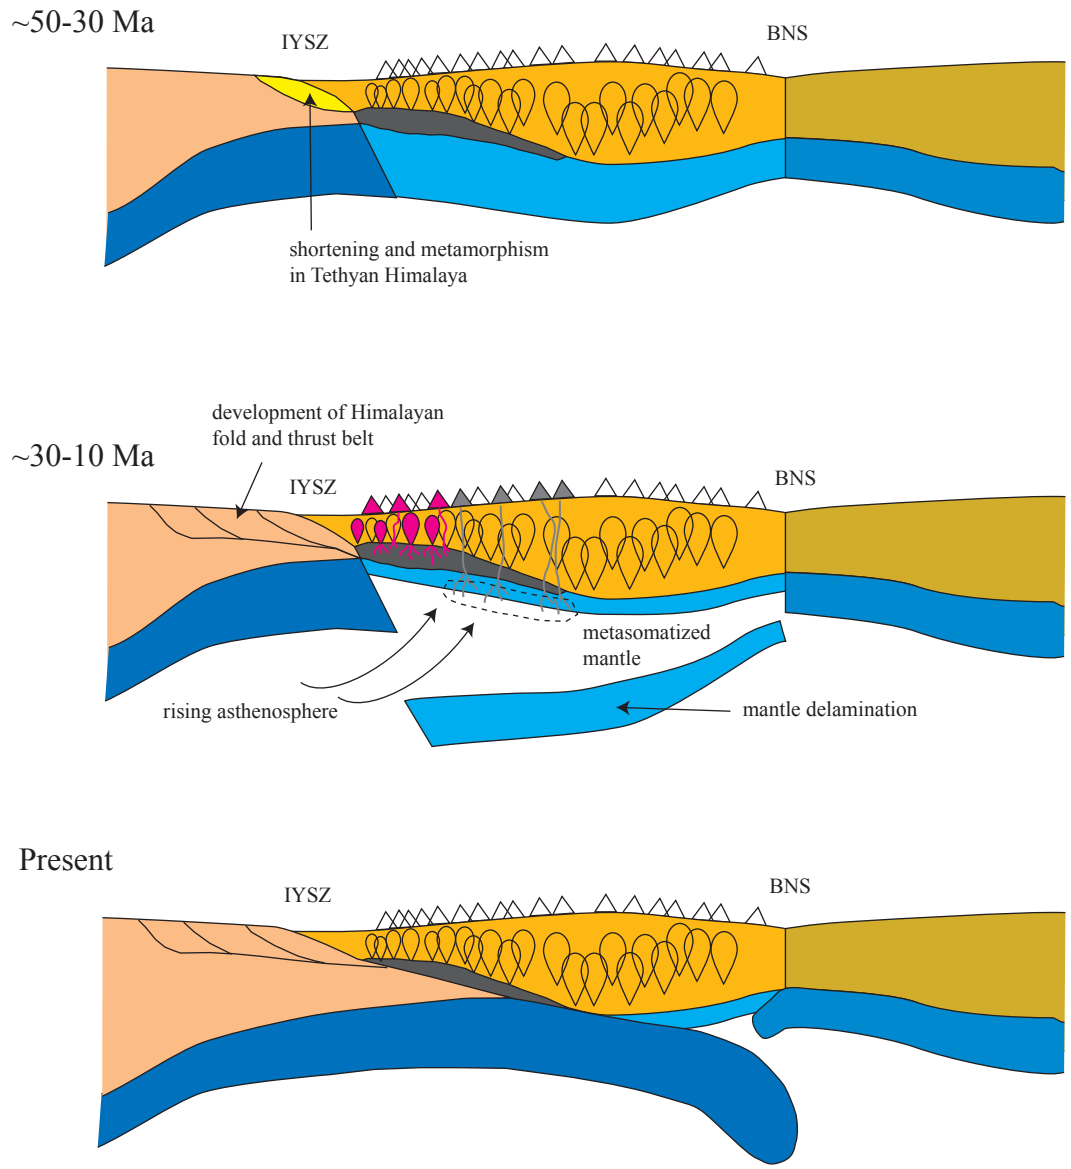 ~50-30 Ma
IYSZ
BNS
shortening and metamorphism
in Tethyan Himalaya
development of Himalayan
fold and thrust belt
~30-10 Ma
IYSZ
BNS
metasomatized
mantle
rising asthenosphere
mantle delamination
Present
IYSZ
BNS